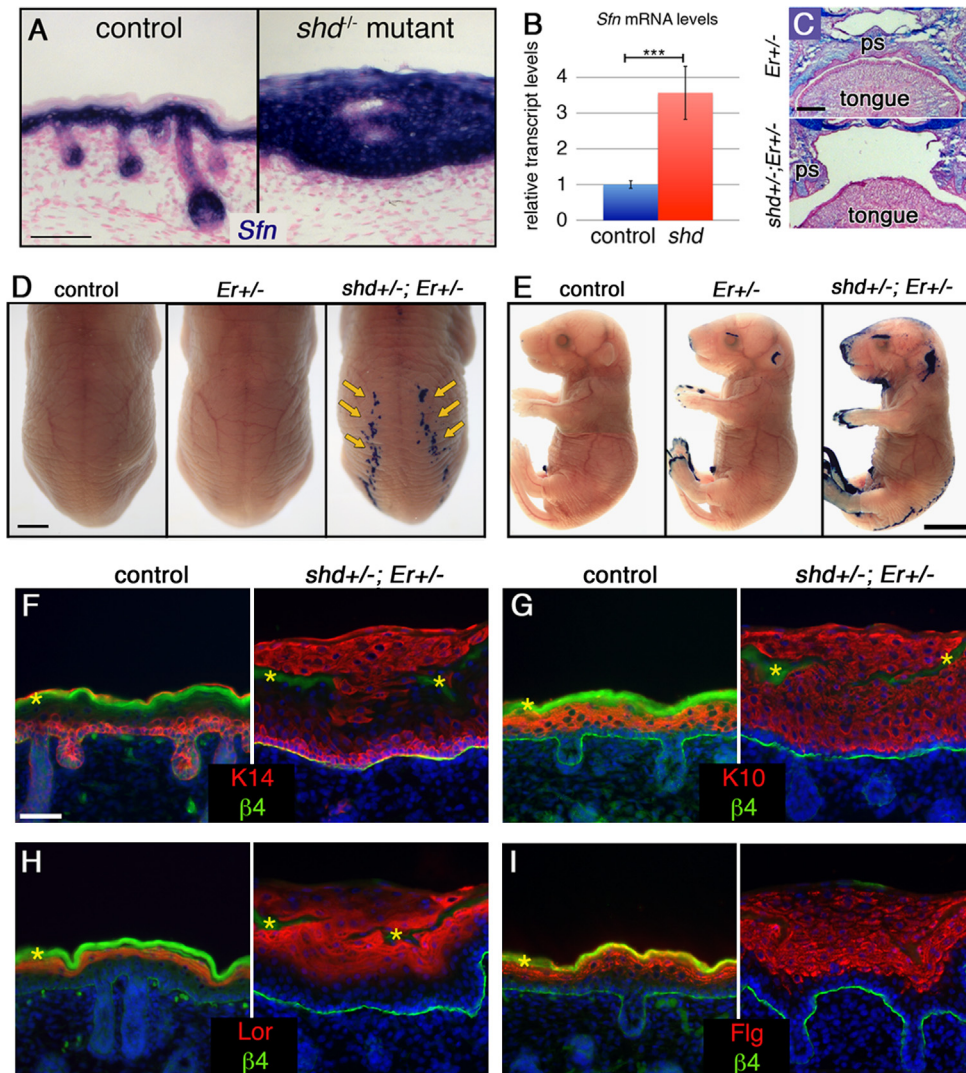 A
control
shd+/- mutant
Sfn
B
Sfn mRNA levels
***
relative transcript levels
4
3
2
1
0
control
shd
C
Er+/-
ps
tongue
shd+/-;Er+/-
ps
tongue
D
control
Er+/-
shd+/-; Er+/-
E
control
Er+/-
shd+/-; Er+/-
control
shd+/-; Er+/-
control
shd+/-; Er+/-
F
*
*
*
K14
β4
G
*
*
*
K10
β4
H
*
*
*
Lor
β4
I
*
Flg
β4